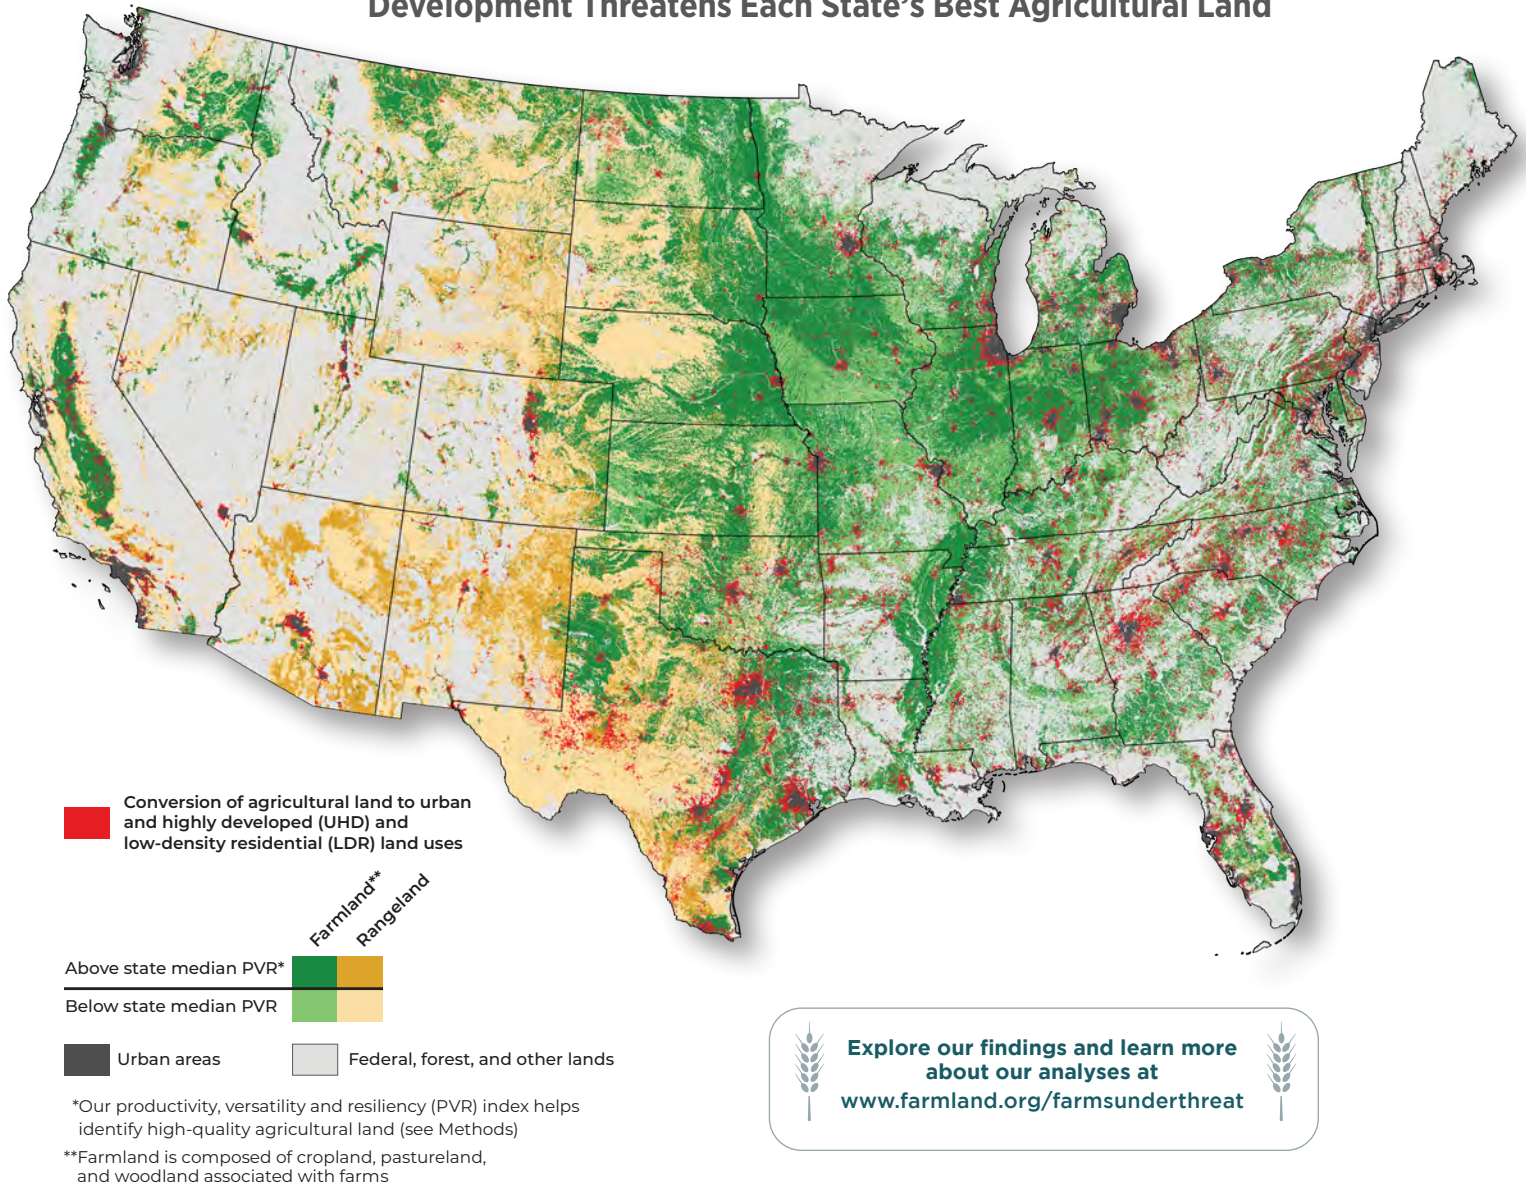 Development Threatens Each State's Best Agricultural Land
Conversion of agricultural land to urban
and highly developed (UHD) and
low-density residential (LDR) land uses
Farmland**
Rangeland
Above state median PVR*
Below state median PVR
Urban areas
Federal, forest, and other lands
*Our productivity, versatility and resiliency (PVR) index helps
identify high-quality agricultural land (see Methods)
**Farmland is composed of cropland, pastureland,
and woodland associated with farms
Explore our findings and learn more
about our analyses at
www.farmland.org/farmsunderthreat